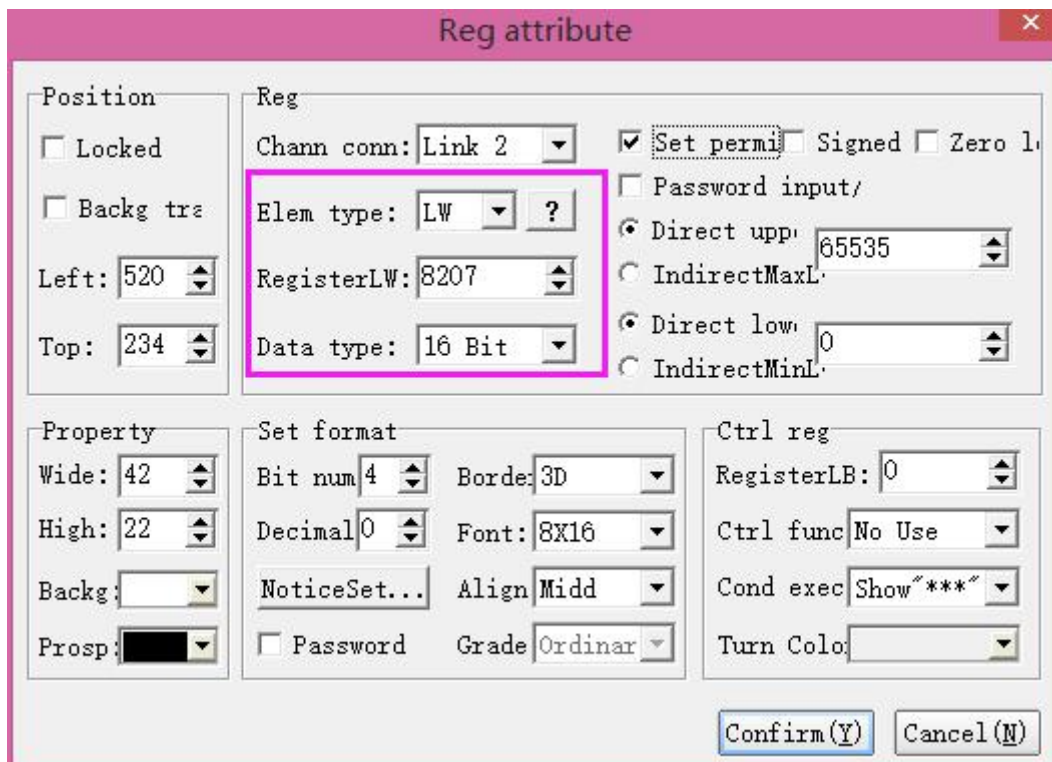 Reg attribute
Position
Locked
Backg tra
Left: 520
Top: 234
Reg
Chann conn: Link 2
Elem type: LW ?
RegisterLW: 8207
Data type: 16 Bit
Set permi Signed Zero l
Password input/
Direct upp 65535
IndirectMaxL
Direct low 0
IndirectMinL
Property
Wide: 42
High: 22
Backg:
Prosp:
Set format
Bit num 4
Decimal 0
NoticeSet...
Password
Borde 3D
Font: 8X16
Align Midd
Grade Ordinar
Ctrl reg
RegisterLB: 0
Ctrl func No Use
Cond exec Show"***"
Turn Colo
Confirm(Y) Cancel(N)